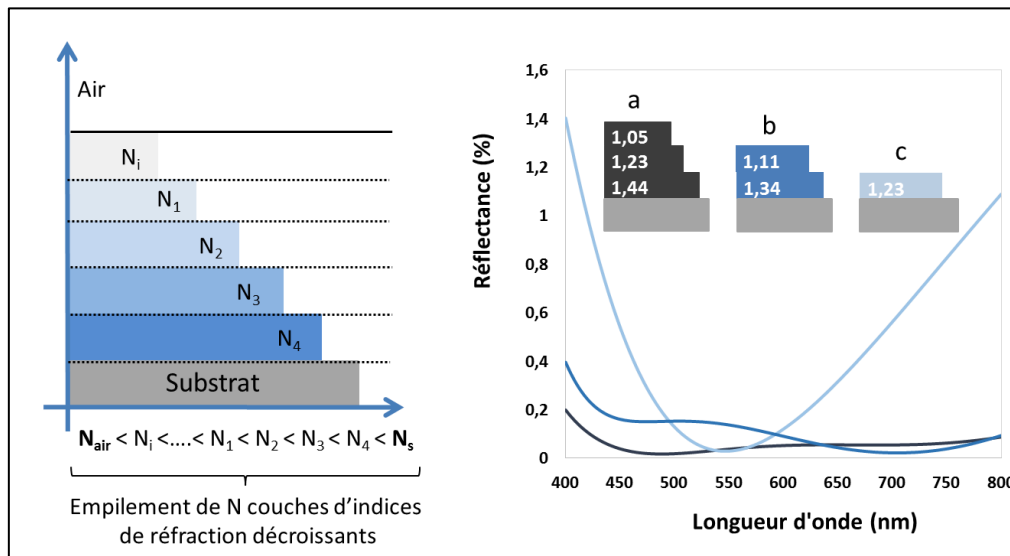 Air
Nᵢ
N₁
N₂
N₃
N₄
Substrat
N_air < Nᵢ <....< N₁ < N₂ < N₃ < N₄ < Nₛ
Empilement de N couches d'indices
de réfraction décroissants
Réflectance (%)
1,6
1,4
1,2
1
0,8
0,6
0,4
0,2
0
a
1,05
1,23
1,44
b
1,11
1,34
c
1,23
400
450
500
550
600
650
700
750
800
Longueur d'onde (nm)